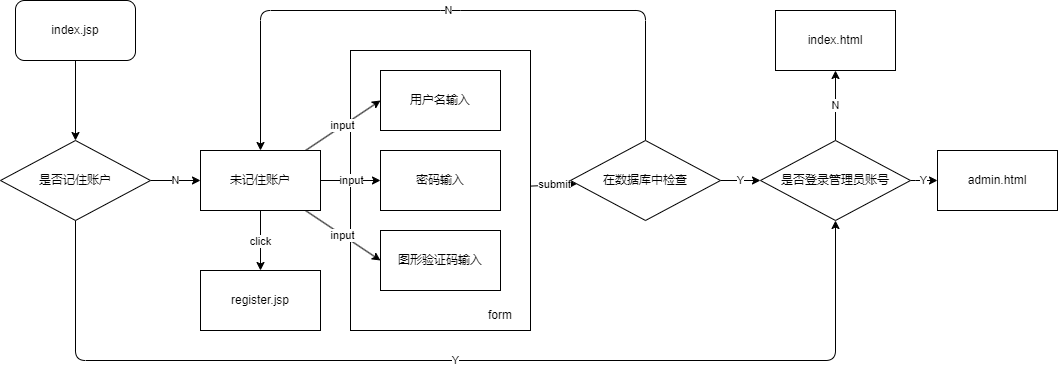 index.jsp
N
index.html
用户名输入
input
N
是否记住账户
N
未记住账户
input
密码输入
submit
在数据库中检查
Y
是否登录管理员账号
Y
admin.html
click
input
图形验证码输入
register.jsp
form
Y